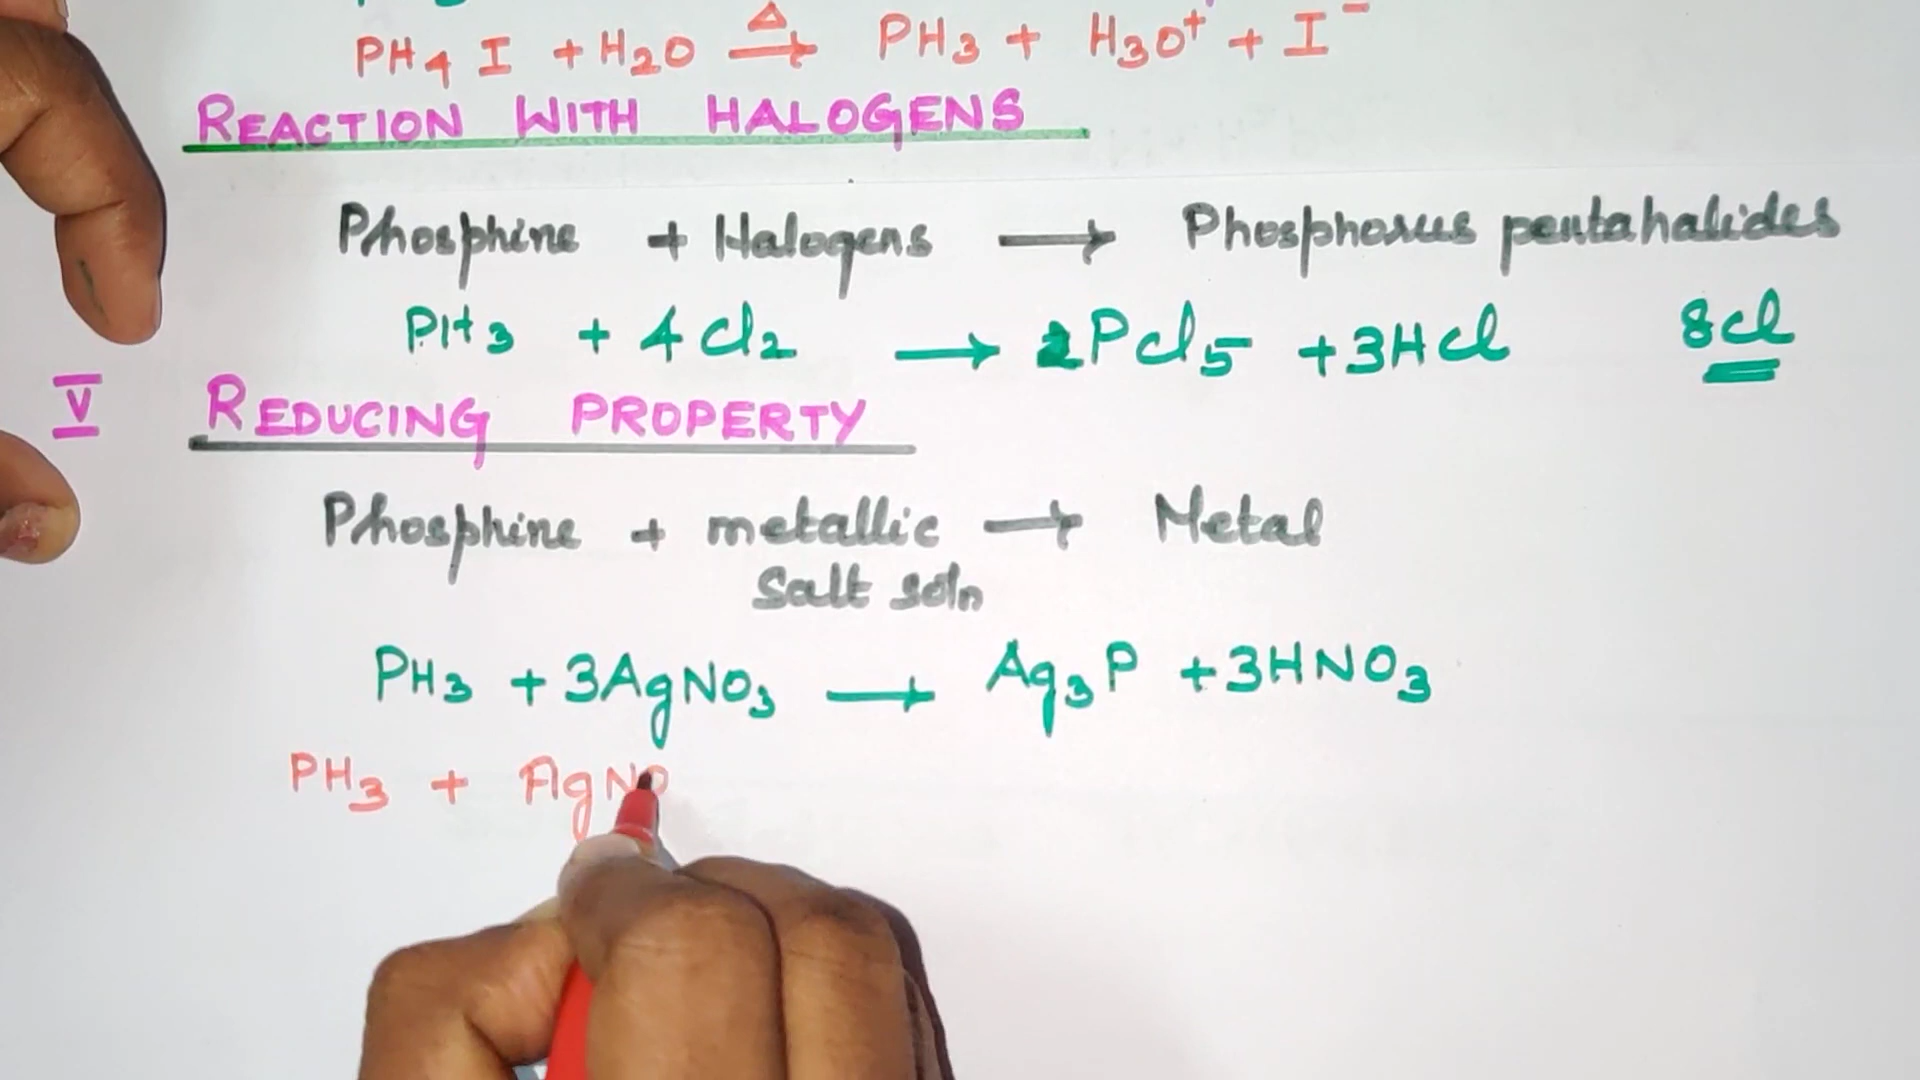 PH4 I + H2O △→ PH3 + H3O+ + I-
REACTION WITH HALOGENS
Phosphine + Halogens → Phosphorus pentahalides
PH3 + 4Cl2 → 2PCl5 + 3HCl 8Cl
V REDUCING PROPERTY
Phosphine + metallic → Metal
Salt soln
PH3 + 3AgNO3 → Ag3P + 3HNO3
PH3 + AgNO